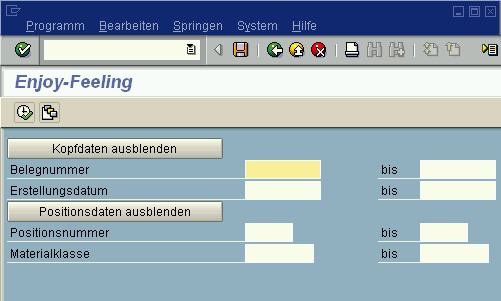 Programm Bearbeiten Springen System Hilfe
Enjoy-Feeling
Kopfdaten ausblenden
Belegnummer bis
Erstellungsdatum bis
Positionsdaten ausblenden
Positionsnummer bis
Materialklasse bis